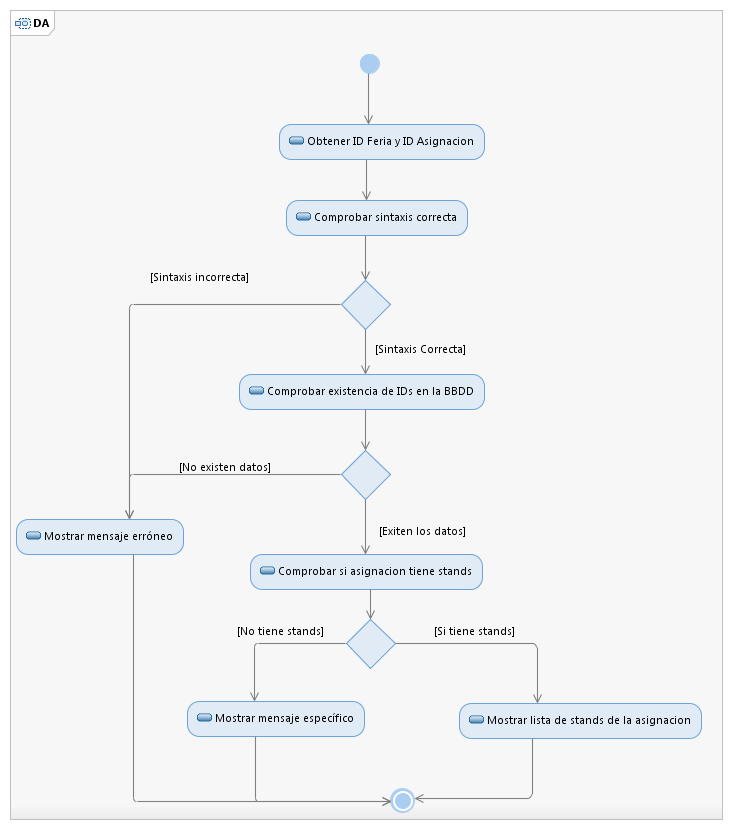 DA
Obtener ID Feria y ID Asignacion
Comprobar sintaxis correcta
[Sintaxis incorrecta]
[Sintaxis Correcta]
Comprobar existencia de IDs en la BBDD
[No existen datos]
[Exiten los datos]
Mostrar mensaje erróneo
Comprobar si asignacion tiene stands
[No tiene stands]
[Si tiene stands]
Mostrar mensaje específico
Mostrar lista de stands de la asignacion